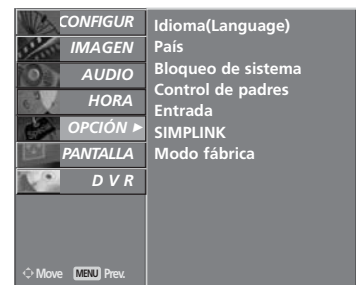 CONFIGUR
IMAGEN
AUDIO
HORA
OPCIÓN ►
PANTALLA
D V R
Idioma(Language)
País
Bloqueo de sistema
Control de padres
Entrada
SIMPLINK
Modo fábrica
Move MENU Prev.